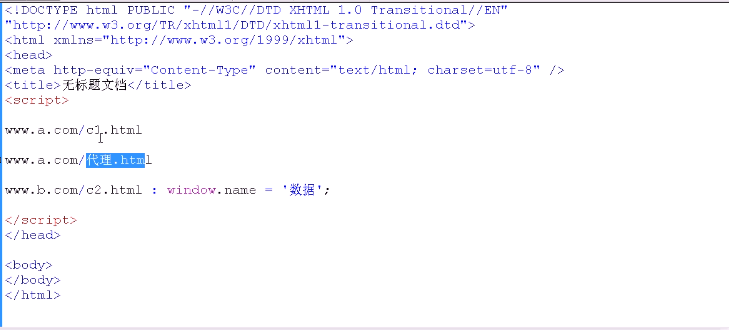 <!DOCTYPE html PUBLIC "-//W3C//DTD XHTML 1.0 Transitional//EN"
"http://www.w3.org/TR/xhtml1/DTD/xhtml1-transitional.dtd">
<html xmlns="http://www.w3.org/1999/xhtml">
<head>
<meta http-equiv="Content-Type" content="text/html; charset=utf-8" />
<title>无标题文档</title>
<script>
www.a.com/c1.html
www.a.com/代理.html
www.b.com/c2.html : window.name = '数据';
</script>
</head>
<body>
</body>
</html>